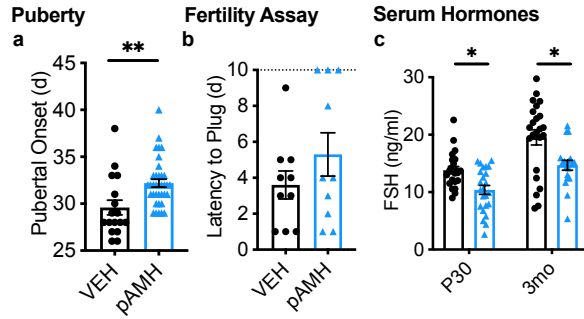 Puberty
Fertility Assay
Serum Hormones
a
**
Pubertal Onset (d)
40
35
30
25
VEH
pAMH
b
Latency to Plug (d)
10
8
6
4
2
0
VEH
pAMH
c
*
*
FSH (ng/ml)
30
20
10
0
P30
3mo